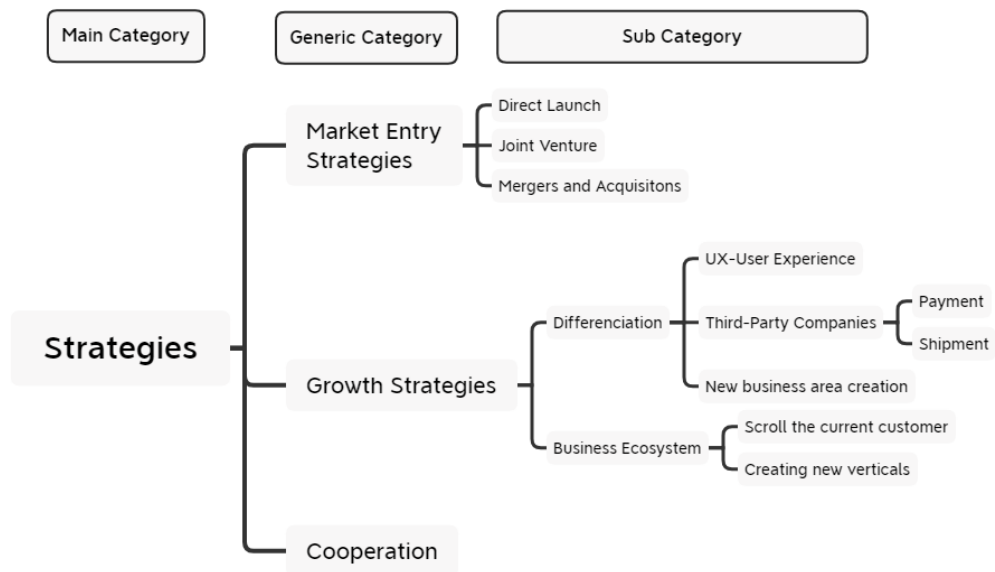 Main Category
Generic Category
Sub Category
Strategies
Market Entry
Strategies
Direct Launch
Joint Venture
Mergers and Acquisitons
Growth Strategies
Differenciation
UX-User Experience
Third-Party Companies
Payment
Shipment
New business area creation
Business Ecosystem
Scroll the current customer
Creating new verticals
Cooperation